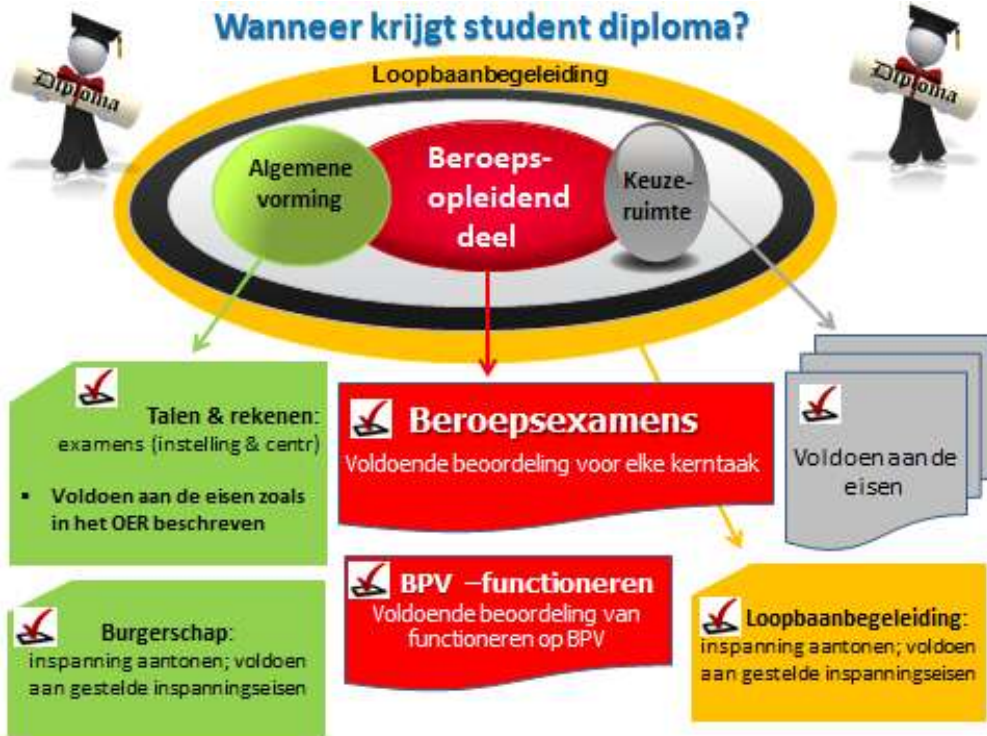 Wanneer krijgt student diploma?
Diploma
Diploma
Loopbaanbegeleiding
Algemene
vorming
Beroeps-
opleidend
deel
Keuze-
ruimte
Talen & rekenen:
examens (instelling & centr)
▪ Voldoen aan de eisen zoals
in het OER beschreven
Beroepsexamens
Voldoende beoordeling voor elke kerntaak
Voldoen aan de
eisen
Burgerschap:
inspanning aantonen; voldoen
aan gestelde inspanningseisen
BPV –functioneren
Voldoende beoordeling van
functioneren op BPV
Loopbaanbegeleiding:
inspanning aantonen; voldoen
aan gestelde inspanningseisen